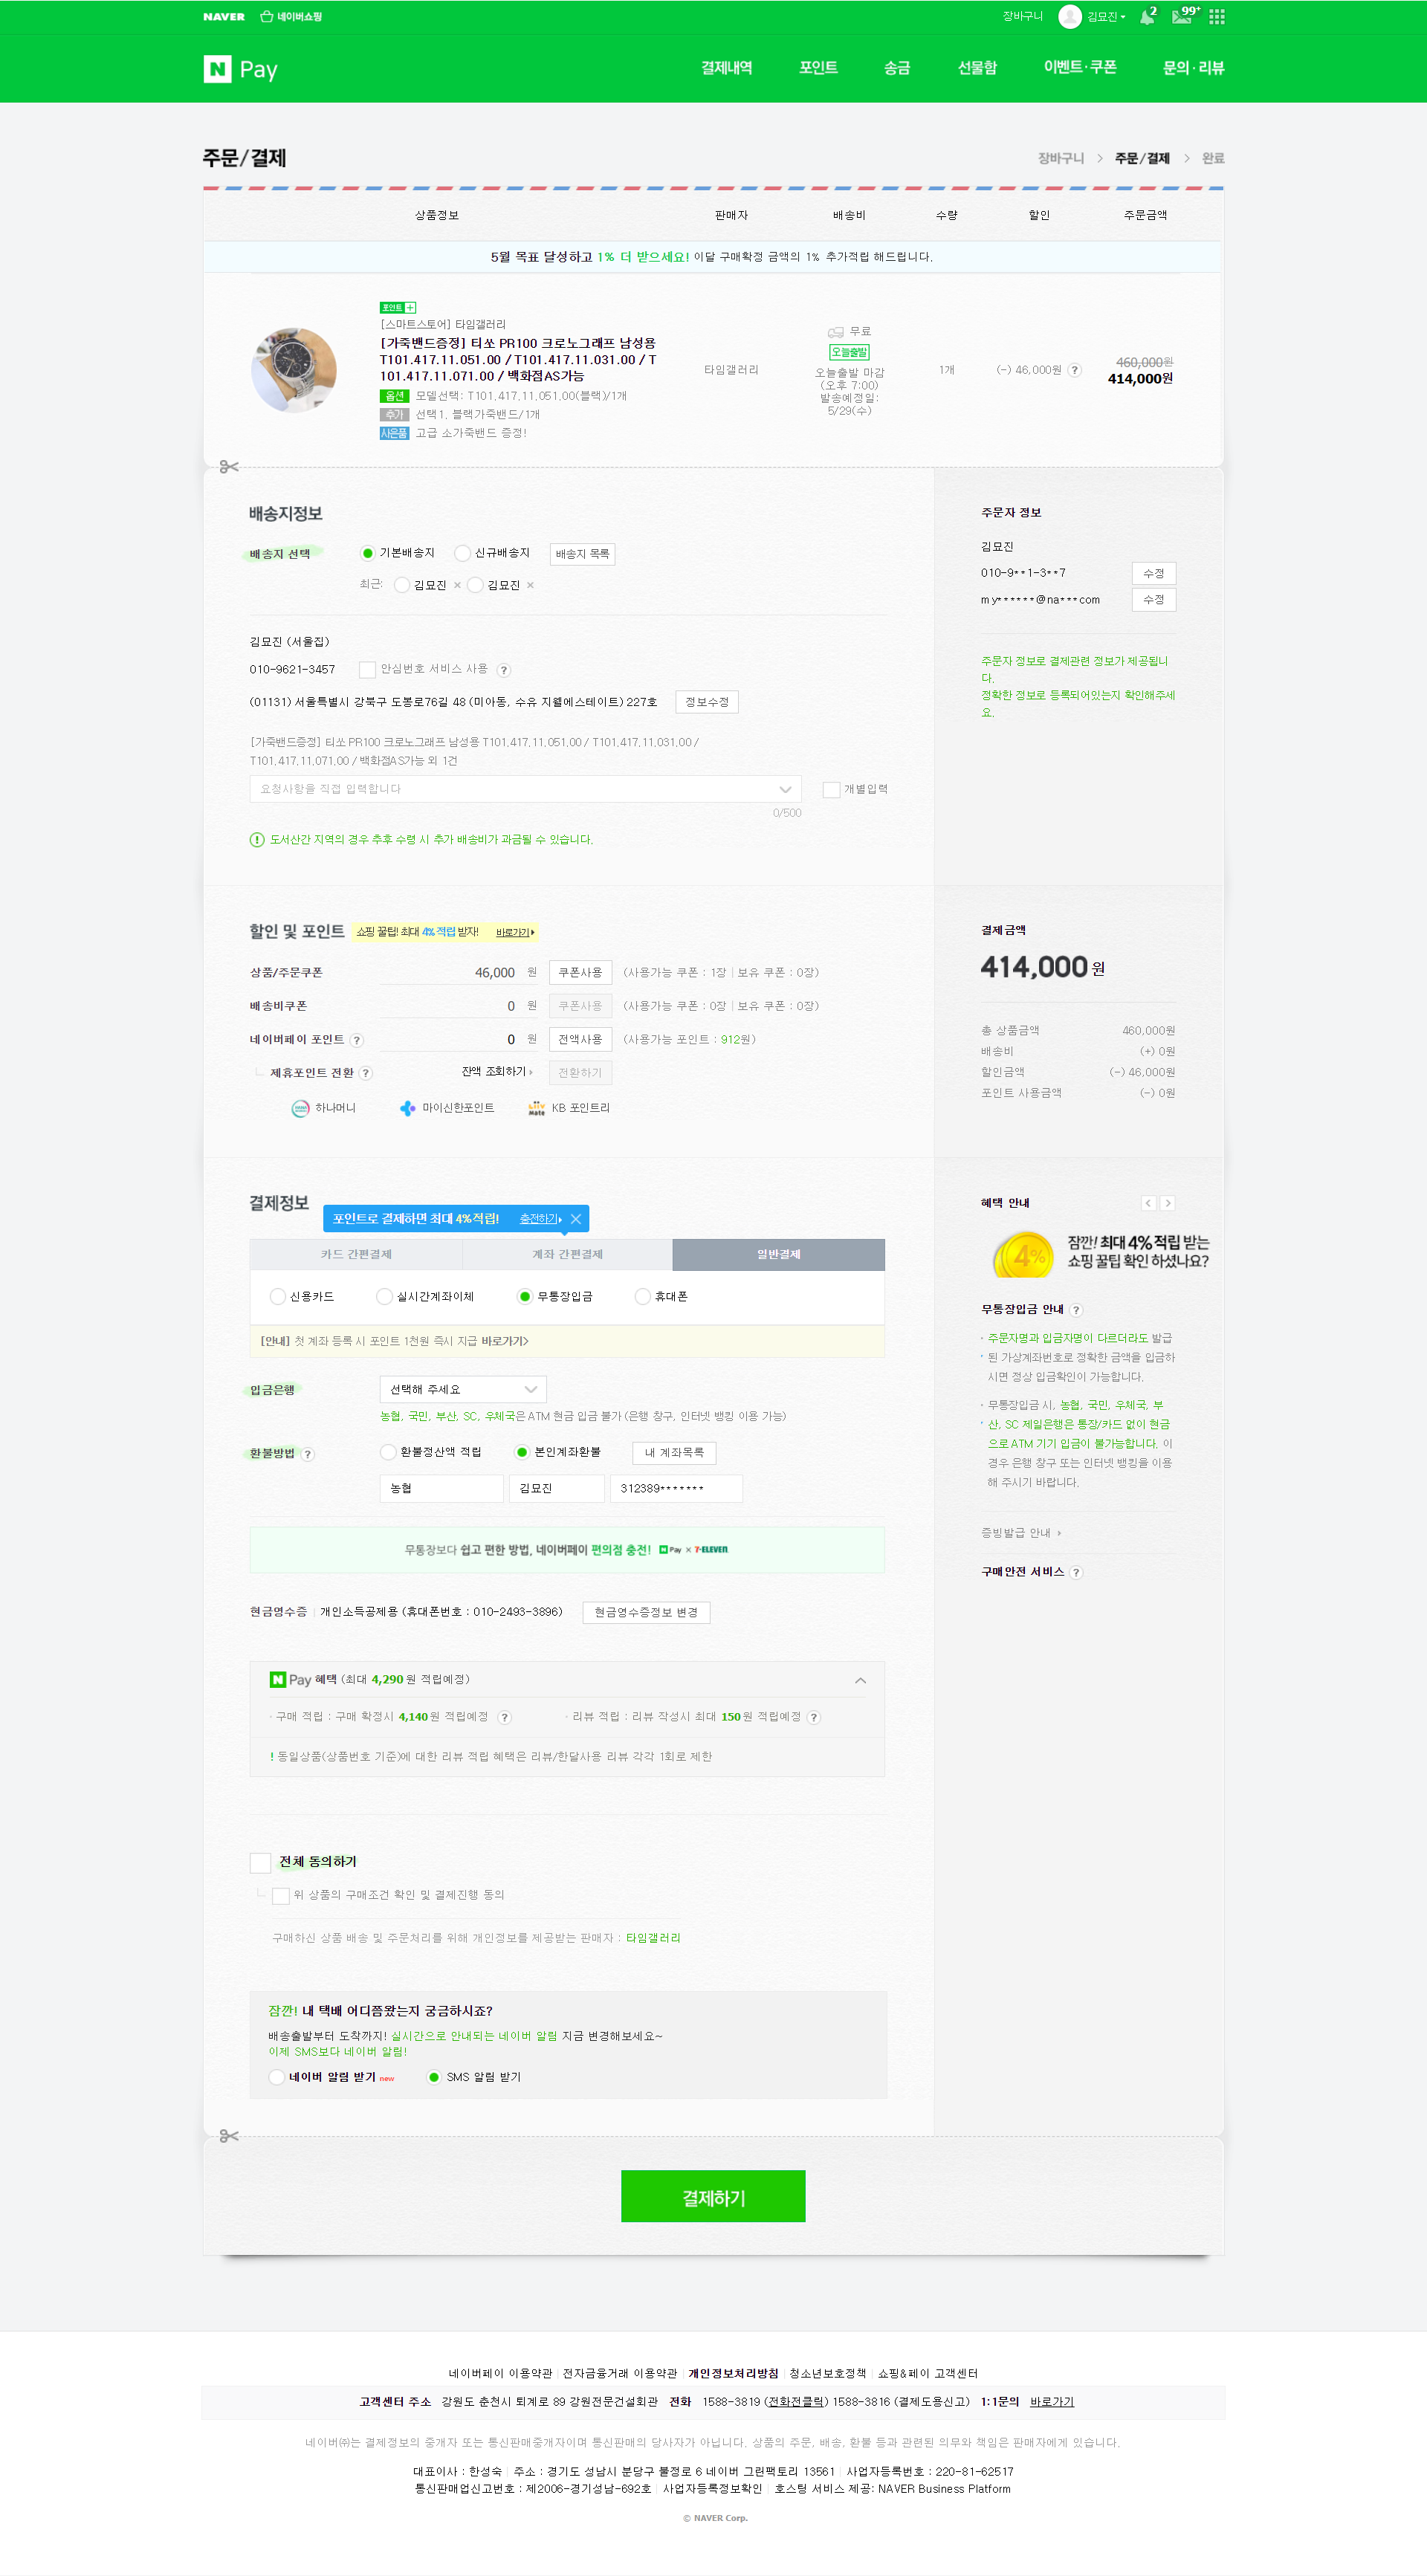 NAVER 네이버쇼핑 장바구니 김묘진 2 99+
N Pay 결제내역 포인트 송금 선물함 이벤트·쿠폰 문의·리뷰
주문/결제 장바구니 > 주문/결제 > 완료
상품정보 판매자 배송비 수량 할인 주문금액
5월 목표 달성하고 1% 더 받으세요! 이달 구매확정 금액의 1% 추가적립 해드립니다.
포인트+
[스마트스토어] 타임갤러리
[가죽밴드증정] 티쏘 PR100 크로노그래프 남성용
T101.417.11.051.00 / T101.417.11.031.00 / T
101.417.11.071.00 / 백화점AS가능
옵션 모델선택: T101.417.11.051.00(블랙)/1개
추가 선택1. 블랙가죽밴드/1개
사은품 고급 소가죽밴드 증정!
타임갤러리
무료
오늘출발
오늘출발 마감
(오후 7:00)
발송예정일:
5/29(수)
1개
(-) 46,000원 ?
460,000원
414,000원
배송지정보
배송지 선택 기본배송지 신규배송지 배송지 목록
최근: 김묘진 × 김묘진 ×
김묘진 (서울집)
010-9621-3457 안심번호 서비스 사용 ?
(01131) 서울특별시 강북구 도봉로76길 48 (미아동, 수유 지웰에스테이트) 227호 정보수정
[가죽밴드증정] 티쏘 PR100 크로노그래프 남성용 T101.417.11.051.00 / T101.417.11.031.00 /
T101.417.11.071.00 / 백화점AS가능 외 1건
요청사항을 직접 입력합니다 개별입력
0/500
! 도서산간 지역의 경우 추후 수령 시 추가 배송비가 과금될 수 있습니다.
주문자 정보
김묘진
010-9**1-3**7 수정
my******@na***com 수정
주문자 정보로 결제관련 정보가 제공됩니
다.
정확한 정보로 등록되어있는지 확인해주세
요.
할인 및 포인트 쇼핑 꿀팁! 최대 4% 적립 받자! 바로가기
상품/주문쿠폰 46,000 원 쿠폰사용 (사용가능 쿠폰 : 1장 | 보유 쿠폰 : 0장)
배송비쿠폰 0 원 쿠폰사용 (사용가능 쿠폰 : 0장 | 보유 쿠폰 : 0장)
네이버페이 포인트 ? 0 원 전액사용 (사용가능 포인트 : 912원)
제휴포인트 전환 ? 잔액 조회하기 전환하기
하나머니 마이신한포인트 Liiv Mate KB 포인트리
결제금액
414,000 원
총 상품금액 460,000원
배송비 (+) 0원
할인금액 (-) 46,000원
포인트 사용금액 (-) 0원
결제정보
포인트로 결제하면 최대 4%적립! 충전하기 ×
카드 간편결제 계좌 간편결제 일반결제
신용카드 실시간계좌이체 무통장입금 휴대폰
[안내] 첫 계좌 등록 시 포인트 1천원 즉시 지급 바로가기>
입금은행 선택해 주세요
농협, 국민, 부산, SC, 우체국은 ATM 현금 입금 불가 (은행 창구, 인터넷 뱅킹 이용 가능)
환불방법 ? 환불정산액 적립 본인계좌환불 내 계좌목록
농협 김묘진 312389*******
무통장보다 쉽고 편한 방법, 네이버페이 편의점 충전! N Pay × 7-ELEVEN
현금영수증 | 개인소득공제용 (휴대폰번호 : 010-2493-3896) 현금영수증정보 변경
N Pay 혜택 (최대 4,290 원 적립예정)
· 구매 적립 : 구매 확정시 4,140 원 적립예정 ? · 리뷰 적립 : 리뷰 작성시 최대 150 원 적립예정 ?
! 동일상품(상품번호 기준)에 대한 리뷰 적립 혜택은 리뷰/한달사용 리뷰 각각 1회로 제한
혜택 안내 < >
4% 잠깐! 최대 4% 적립 받는
쇼핑 꿀팁 확인 하셨나요?
무통장입금 안내 ?
· 주문자명과 입금자명이 다르더라도 발급
된 가상계좌번호로 정확한 금액을 입금하
시면 정상 입금확인이 가능합니다.
· 무통장입금 시, 농협, 국민, 우체국, 부
산, SC 제일은행은 통장/카드 없이 현금
으로 ATM 기기 입금이 불가능합니다. 이
경우 은행 창구 또는 인터넷 뱅킹을 이용
해 주시기 바랍니다.
증빙발급 안내
구매안전 서비스 ?
전체 동의하기
위 상품의 구매조건 확인 및 결제진행 동의
구매하신 상품 배송 및 주문처리를 위해 개인정보를 제공받는 판매자 : 타임갤러리
잠깐! 내 택배 어디쯤왔는지 궁금하시죠?
배송출발부터 도착까지! 실시간으로 안내되는 네이버 알림 지금 변경해보세요~
이제 SMS보다 네이버 알림!
네이버 알림 받기 new SMS 알림 받기
결제하기
네이버페이 이용약관 | 전자금융거래 이용약관 | 개인정보처리방침 | 청소년보호정책 | 쇼핑&페이 고객센터
고객센터 주소 강원도 춘천시 퇴계로 89 강원전문건설회관 전화 1588-3819 (전화전클릭) 1588-3816 (결제도용신고) 1:1문의 바로가기
네이버㈜는 결제정보의 중개자 또는 통신판매중개자이며 통신판매의 당사자가 아닙니다. 상품의 주문, 배송, 환불 등과 관련된 의무와 책임은 판매자에게 있습니다.
대표이사 : 한성숙 | 주소 : 경기도 성남시 분당구 불정로 6 네이버 그린팩토리 13561 | 사업자등록번호 : 220-81-62517
통신판매업신고번호 : 제2006-경기성남-692호 | 사업자등록정보확인 | 호스팅 서비스 제공: NAVER Business Platform
© NAVER Corp.